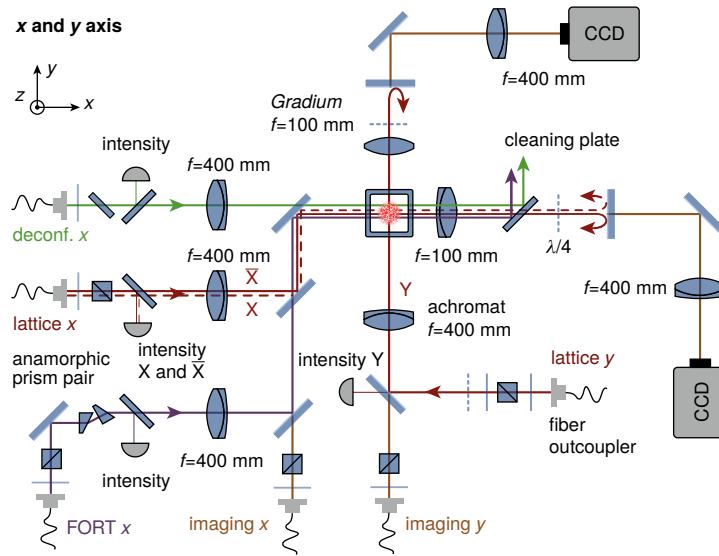 x and y axis
y
z
x
CCD
f=400 mm
Gradium
f=100 mm
cleaning plate
intensity
f=400 mm
deconf. x
f=100 mm
λ/4
f=400 mm
X̅
X
lattice x
intensity
X and X̅
Y
achromat
f=400 mm
f=400 mm
CCD
anamorphic
prism pair
intensity Y
lattice y
fiber
outcoupler
intensity
f=400 mm
FORT x
imaging x
imaging y